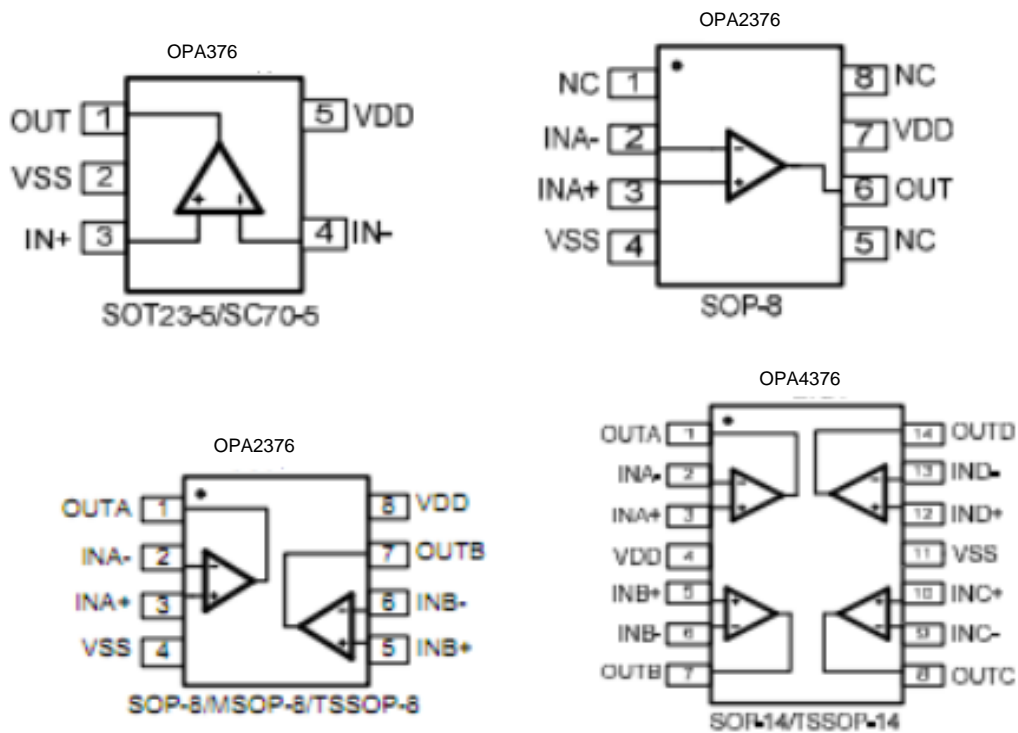 OPA376
OUT 1
5 VDD
VSS 2
IN+ 3
4 IN-
+ -
SOT23-5/SC70-5
OPA2376
NC 1
8 NC
INA- 2
7 VDD
INA+ 3
6 OUT
VSS 4
5 NC
-
+
SOP-8
OPA2376
OUTA 1
8 VDD
INA- 2
7 OUTB
INA+ 3
6 INB-
VSS 4
5 INB+
-
+
-
+
SOP-8/MSOP-8/TSSOP-8
OPA4376
OUTA 1
14 OUTD
INA- 2
13 IND-
INA+ 3
12 IND+
VDD 4
11 VSS
INB+ 5
10 INC+
INB- 6
9 INC-
OUTB 7
8 OUTC
-
+
-
+
+
-
+
-
SOP-14/TSSOP-14